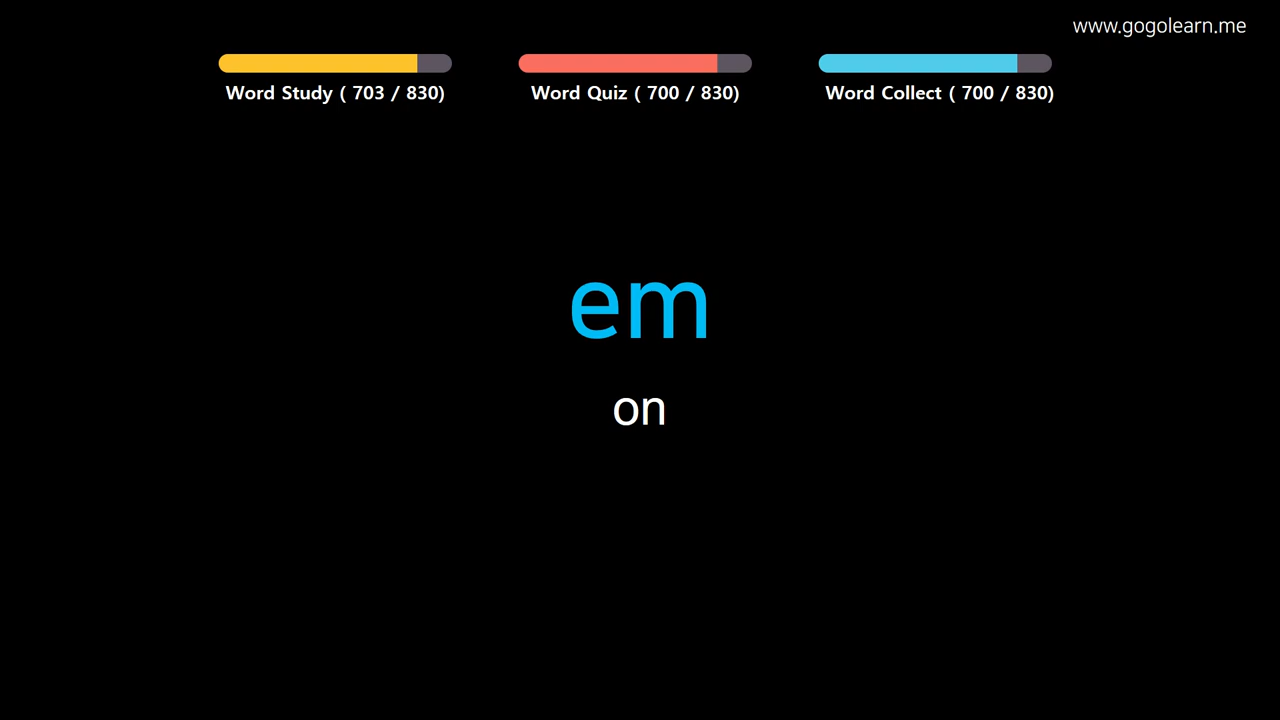 www.gogolearn.me
Word Study ( 703 / 830)
Word Quiz ( 700 / 830)
Word Collect ( 700 / 830)
em
on